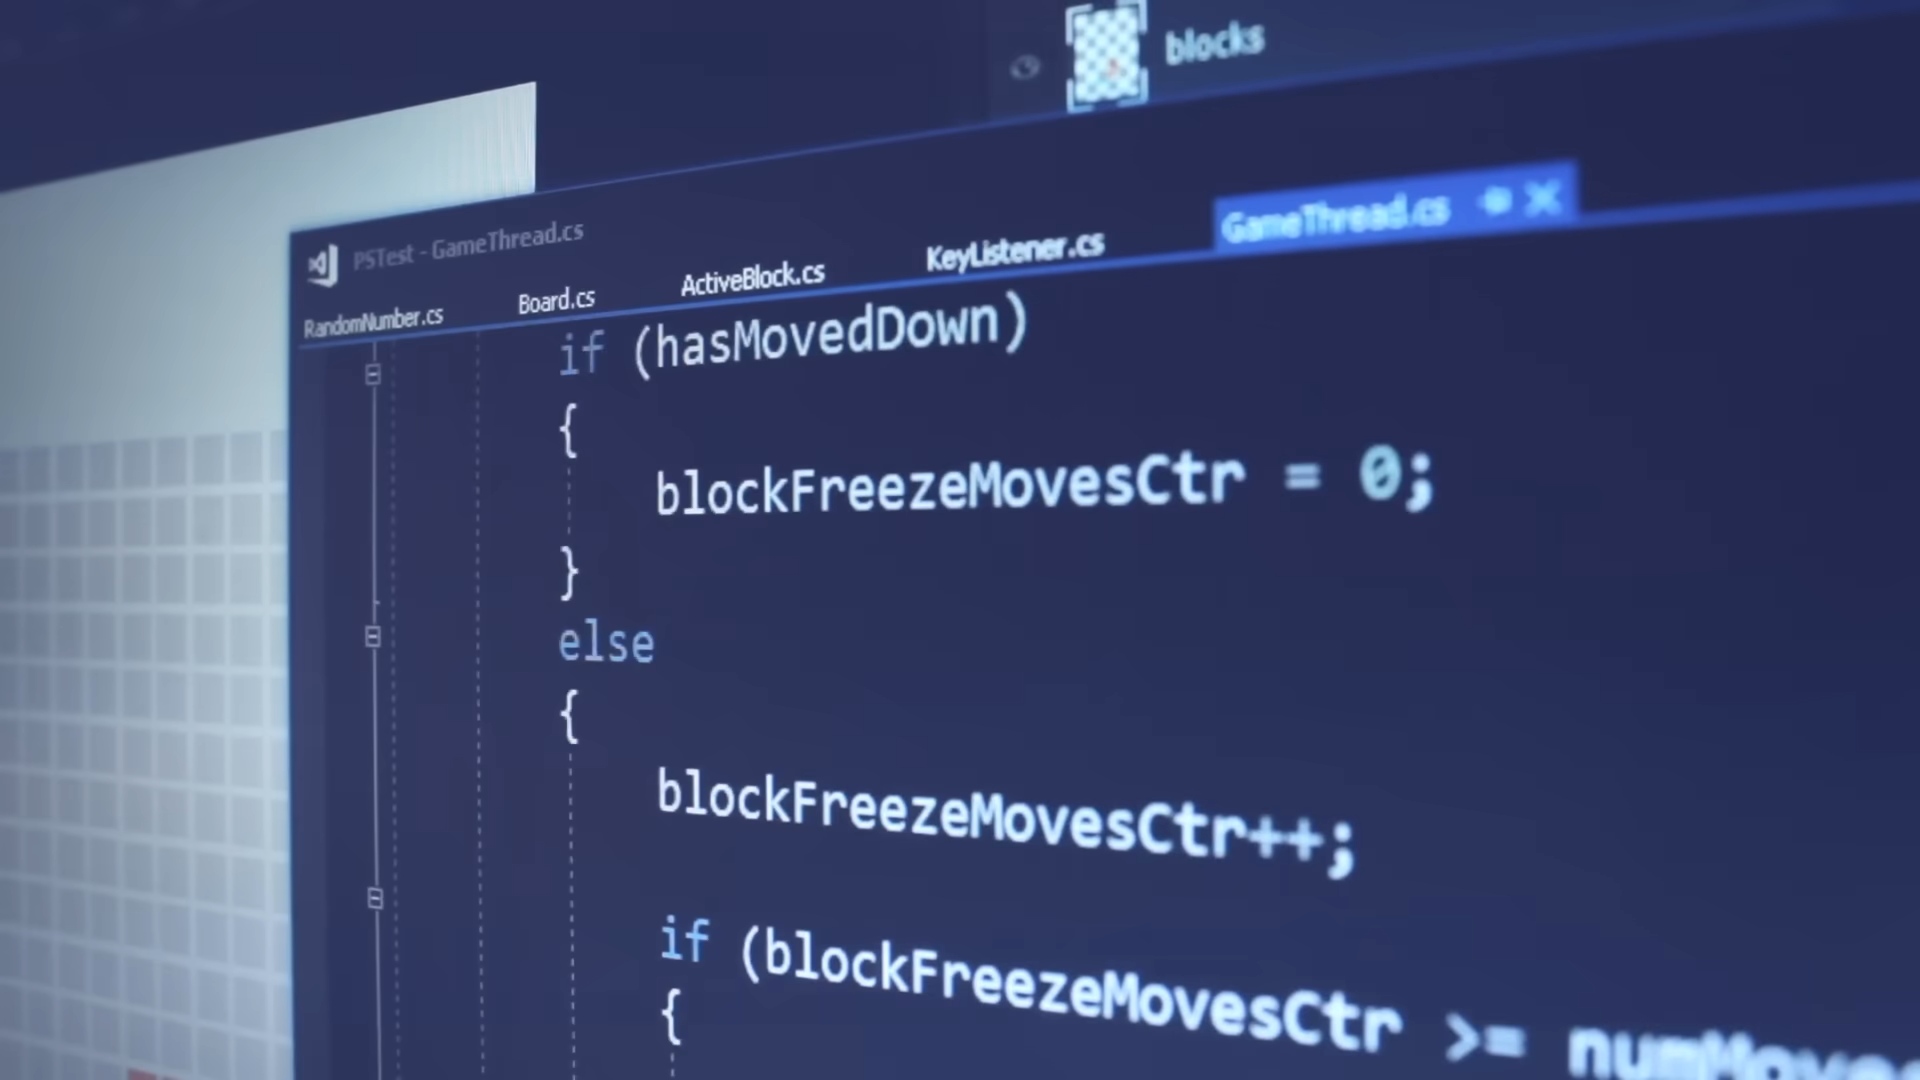 blocks
PSTest - GameThread.cs
RandomNumber.cs Board.cs ActiveBlock.cs KeyListener.cs GameThread.cs
if (hasMovedDown)
{
blockFreezeMovesCtr = 0;
}
else
{
blockFreezeMovesCtr++;
if (blockFreezeMovesCtr >= numMoves
{